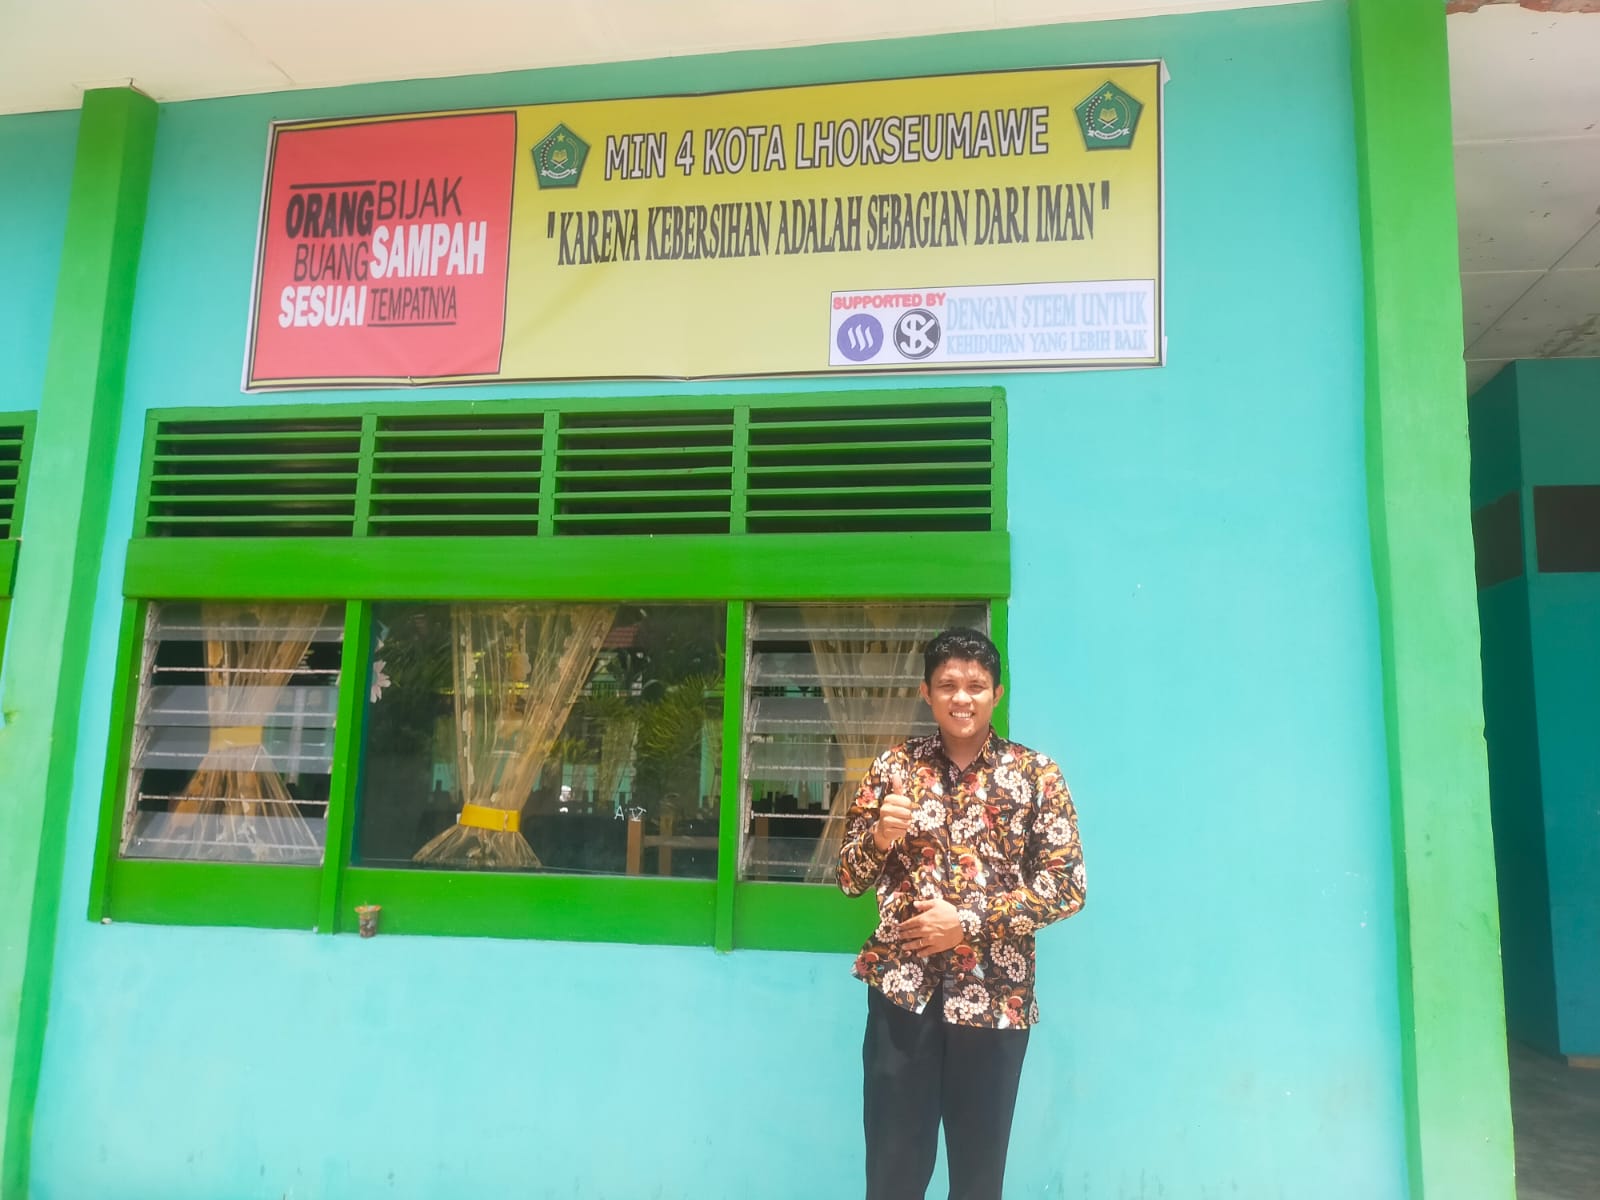 ORANG BIJAK
BUANG SAMPAH
SESUAI TEMPATNYA
MIN 4 KOTA LHOKSEUMAWE
"KARENA KEBERSIHAN ADALAH SEBAGIAN DARI IMAN"
SUPPORTED BY
DENGAN STEEM UNTUK
KEHIDUPAN YANG LEBIH BAIK